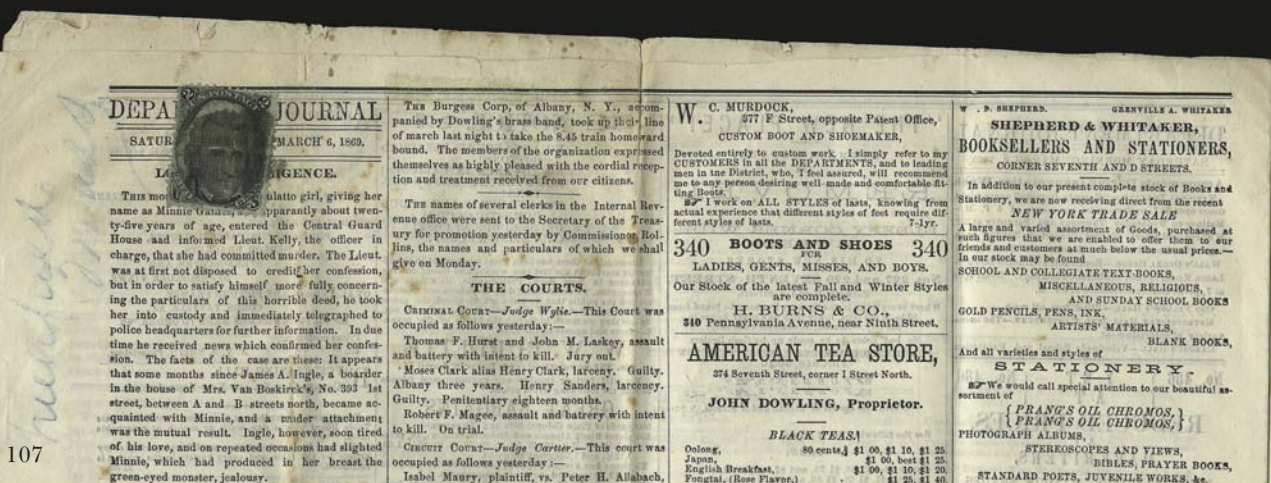 DEPA JOURNAL
SATUR MARCH 6, 1869.
LO IGENCE.
THIS mo ulatto girl, giving her
name as Minnie apparantly about twen-
ty-five years of age, entered the Central Guard
House aad informed Lieut. Kelly, the officer in
charge, that she had committed murder. The Lieut.
was at first not disposed to credit her confession,
but in order to satisfy himself more fully concern-
ing the particulars of this horrible deed, he took
her into custody and immediately telegraphed to
police headquarters for further information. In due
time he received news which confirmed her confes-
sion. The facts of the case are these: It appears
that some months since James A. Ingle, a boarder
in the house of Mrs. Van Boskirck's, No. 393 1st
street, between A and B streets north, became ac-
quainted with Minnie, and a tender attachment
was the mutual result. Ingle, however, soon tired
of his love, and on repeated occasions had slighted
Minnie, which had produced in her breast the
green-eyed monster, jealousy.
107
THE Burgess Corp, of Albany, N. Y., accom-
panied by Dowling's brass band, took up their line
of march last night to take the 8.45 train homeward
bound. The members of the organization expressed
themselves as highly pleased with the cordial recep-
tion and treatment received from our citizens.
THE names of several clerks in the Internal Rev-
enue office were sent to the Secretary of the Treas-
ury for promotion yesterday by Commissioner Rol-
lins, the names and particulars of which we shall
give on Monday.
THE COURTS.
CRIMINAL COURT—Judge Wylie.—This Court was
occupied as follows yesterday:—
Thomas F. Hurst and John M. Laskey, assault
and battery with intent to kill. Jury out.
Moses Clark alias Henry Clark, larceny. Guilty.
Albany three years. Henry Sanders, larcency.
Guilty. Penitentiary eighteen months.
Robert F. Magee, assault and batrery with intent
to kill. On trial.
CIRCUIT COURT—Judge Cartter.—This court was
occupied as follows yesterday:—
Isabel Maury, plaintiff, vs. Peter H. Allabach,
W. C. MURDOCK,
377 F Street, opposite Patent Office,
CUSTOM BOOT AND SHOEMAKER,
Devoted entirely to custom work. I simply refer to my
CUSTOMERS in all the DEPARTMENTS, and to leading
men in tne District, who, I feel assured, will recommend
me to any person desiring well made and comfortable fit-
ting Boots.
☞ I work on ALL STYLES of lasts, knowing from
actual experience that different styles of feet require dif-
ferent styles of lasts. 7-1yr.
340 BOOTS AND SHOES 340
FOR
LADIES, GENTS, MISSES, AND BOYS.
Our Stock of the latest Fall and Winter Styles
are complete.
H. BURNS & CO.,
340 Pennsylvania Avenue, near Ninth Street.
AMERICAN TEA STORE,
374 Seventh Street, corner I Street North.
JOHN DOWLING, Proprietor.
BLACK TEAS.
Oolong, 80 cents, $1 00, $1 10, $1 25.
Japan, $1 00, best $1 25.
English Breakfast, $1 00, $1 10, $1 20.
Fongtai, (Rose Flavor,) $1 25, $1 40.
W. D. SHEPHERD. GRENVILLE A. WHITAKER
SHEPHERD & WHITAKER,
BOOKSELLERS AND STATIONERS,
CORNER SEVENTH AND D STREETS.
In addition to our present complete stock of Books and
Stationery, we are now receiving direct from the recent
NEW YORK TRADE SALE
A large and varied assortment of Goods, purchased at
such figures that we are enabled to offer them to our
friends and customers at much below the usual prices.—
In our stock may be found
SCHOOL AND COLLEGIATE TEXT-BOOKS,
MISCELLANEOUS, RELIGIOUS,
AND SUNDAY SCHOOL BOOKS
GOLD PENCILS, PENS, INK,
ARTISTS' MATERIALS,
BLANK BOOKS,
And all varieties and styles of
STATIONERY.
☞ We would call special attention to our beautiful as-
sortment of
{PRANG'S OIL CHROMOS,}
{PRANG'S OIL CHROMOS,}
PHOTOGRAPH ALBUMS,
STEREOSCOPES AND VIEWS,
BIBLES, PRAYER BOOKS,
STANDARD POETS, JUVENILE WORKS, &c.